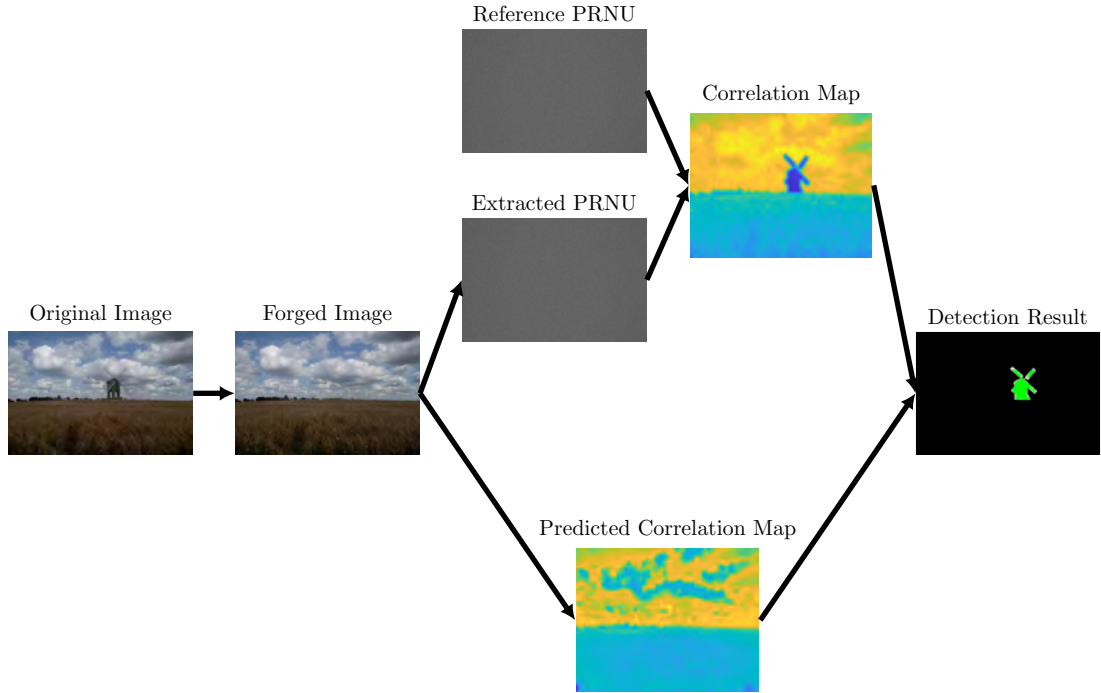 Reference PRNU
Correlation Map
Extracted PRNU
Original Image
Forged Image
Detection Result
Predicted Correlation Map